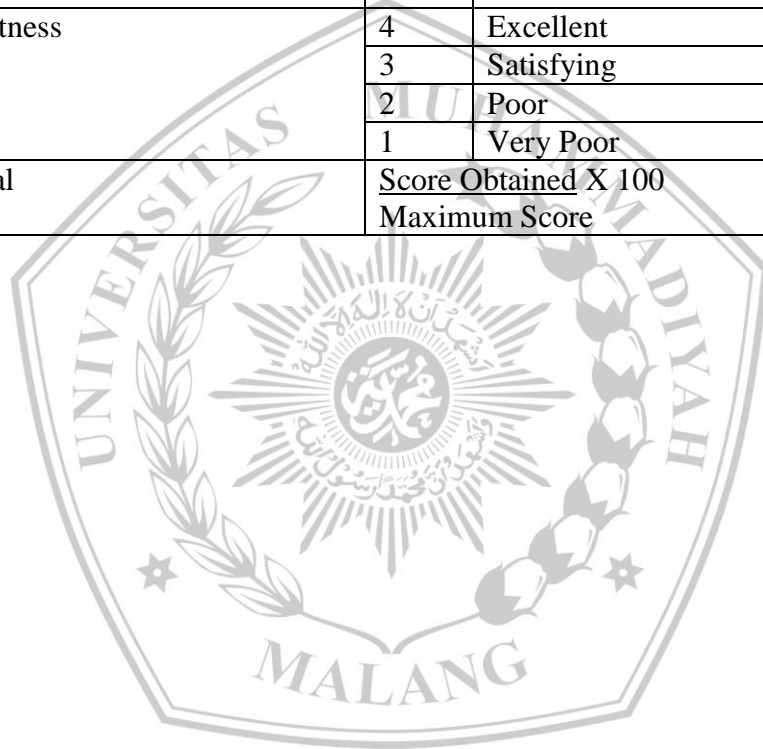 tness
4 Excellent
3 Satisfying
2 Poor
1 Very Poor
al
Score Obtained X 100
Maximum Score
UNIVERSITAS MUHAMMADIYAH
MALANG